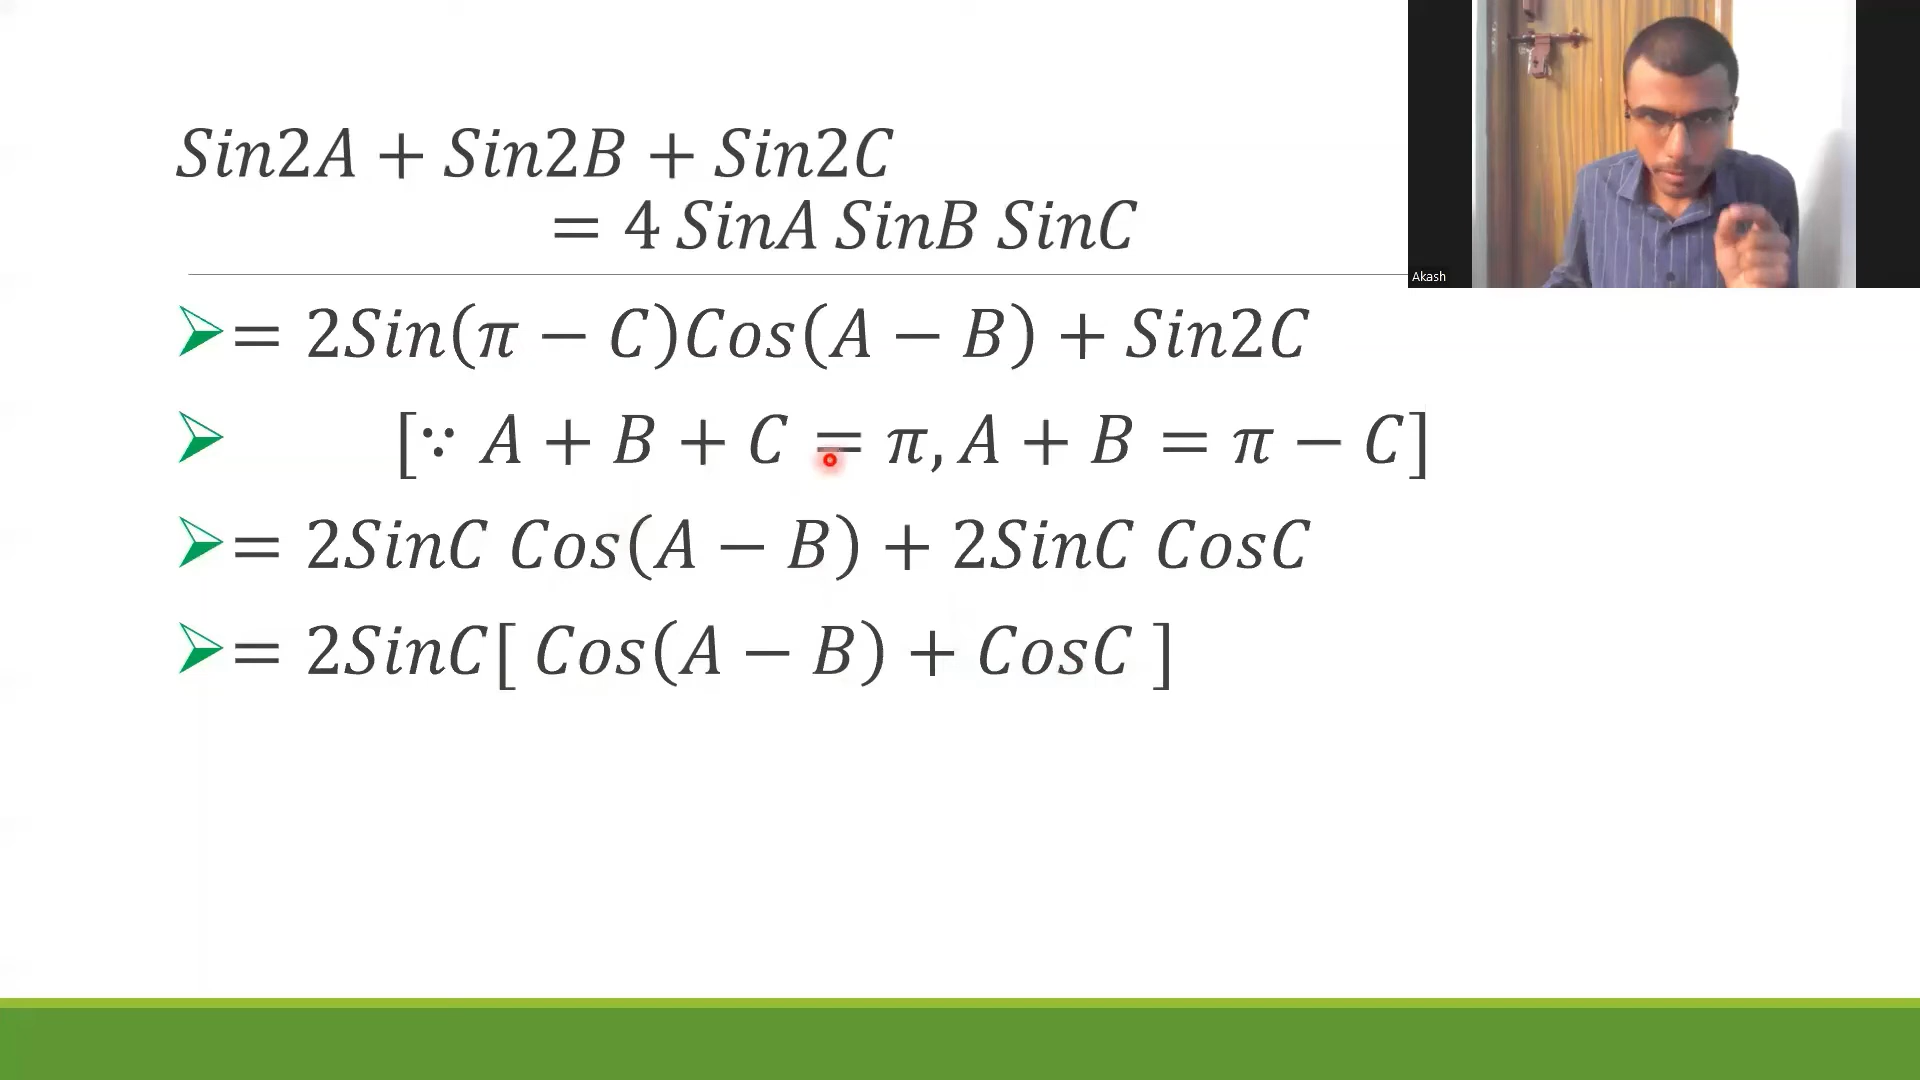 Sin2A + Sin2B + Sin2C
= 4 SinA SinB SinC
Akash
= 2Sin(π − C)Cos(A − B) + Sin2C
[∵ A + B + C = π, A + B = π − C]
= 2SinC Cos(A − B) + 2SinC CosC
= 2SinC[ Cos(A − B) + CosC ]